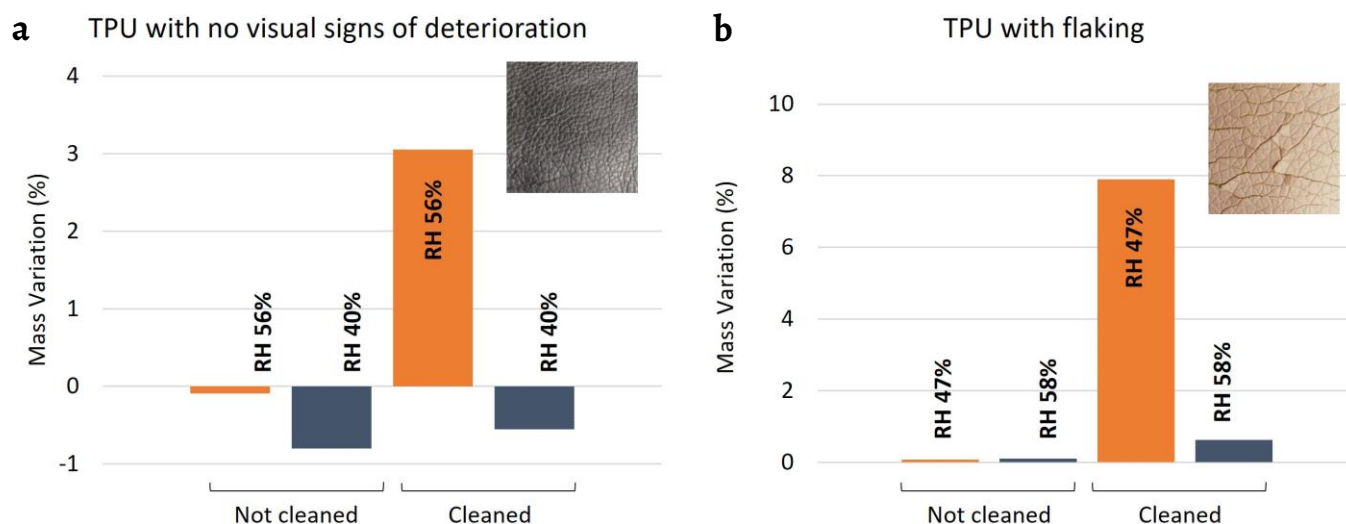 a
TPU with no visual signs of deterioration
Mass Variation (%)
4
3
2
1
0
-1
RH 56%
RH 40%
RH 56%
RH 40%
Not cleaned
Cleaned
b
TPU with flaking
Mass Variation (%)
10
8
6
4
2
0
RH 47%
RH 58%
RH 47%
RH 58%
Not cleaned
Cleaned